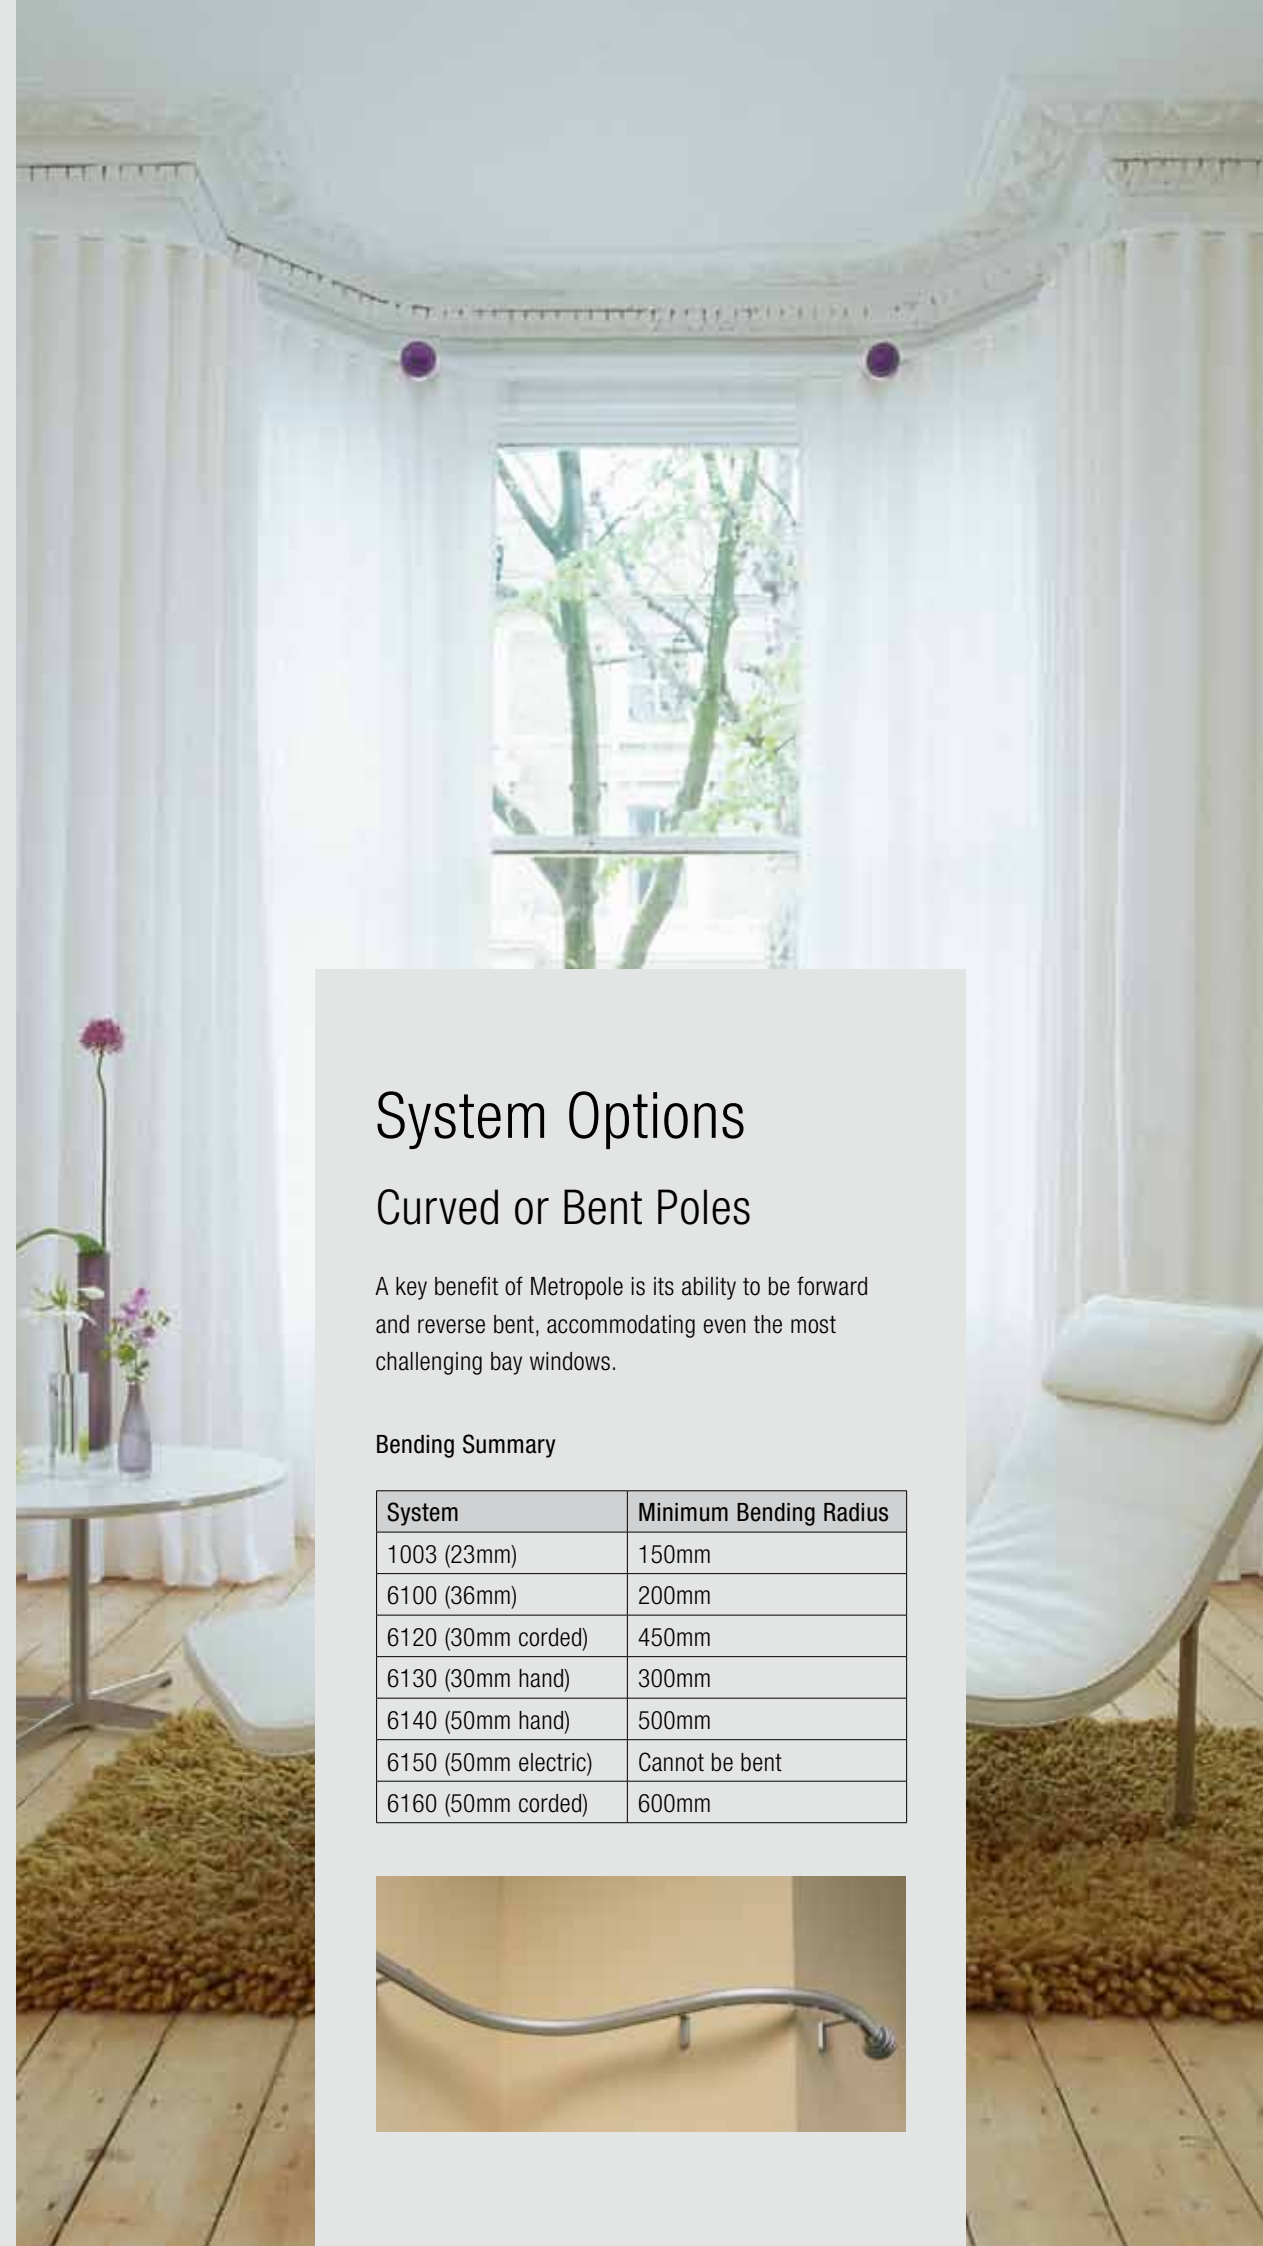 System Options
Curved or Bent Poles
A key benefit of Metropole is its ability to be forward
and reverse bent, accommodating even the most
challenging bay windows.
Bending Summary
System Minimum Bending Radius
1003 (23mm) 150mm
6100 (36mm) 200mm
6120 (30mm corded) 450mm
6130 (30mm hand) 300mm
6140 (50mm hand) 500mm
6150 (50mm electric) Cannot be bent
6160 (50mm corded) 600mm